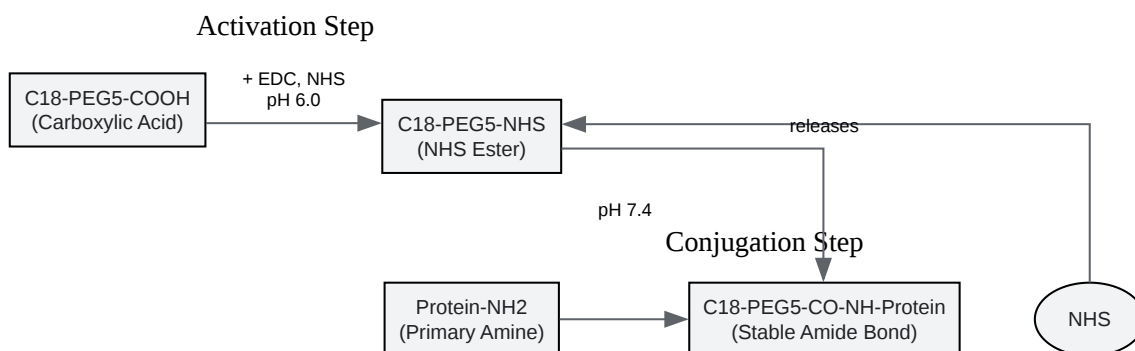 Activation Step
+ EDC, NHS
pH 6.0
C18-PEG5-COOH
(Carboxylic Acid)
C18-PEG5-NHS
(NHS Ester)
releases
pH 7.4
Conjugation Step
Protein-NH2
(Primary Amine)
C18-PEG5-CO-NH-Protein
(Stable Amide Bond)
NHS